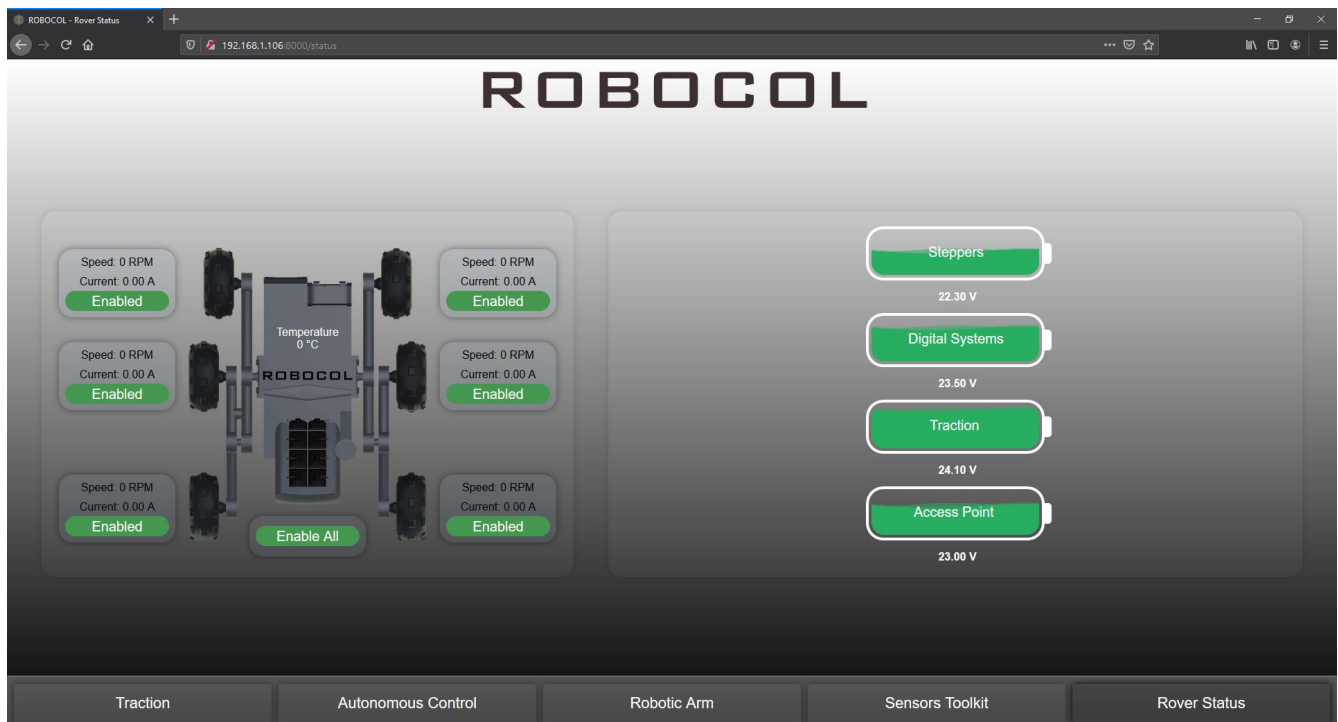 ROBOCOL - Rover Status
192.168.1.106:8000/status
ROBOCOL
Speed: 0 RPM
Current: 0.00 A
Enabled
Speed: 0 RPM
Current: 0.00 A
Enabled
Speed: 0 RPM
Current: 0.00 A
Enabled
Temperature
0 °C
ROBOCOL
Enable All
Speed: 0 RPM
Current: 0.00 A
Enabled
Speed: 0 RPM
Current: 0.00 A
Enabled
Speed: 0 RPM
Current: 0.00 A
Enabled
Steppers
22.30 V
Digital Systems
23.50 V
Traction
24.10 V
Access Point
23.00 V
Traction
Autonomous Control
Robotic Arm
Sensors Toolkit
Rover Status